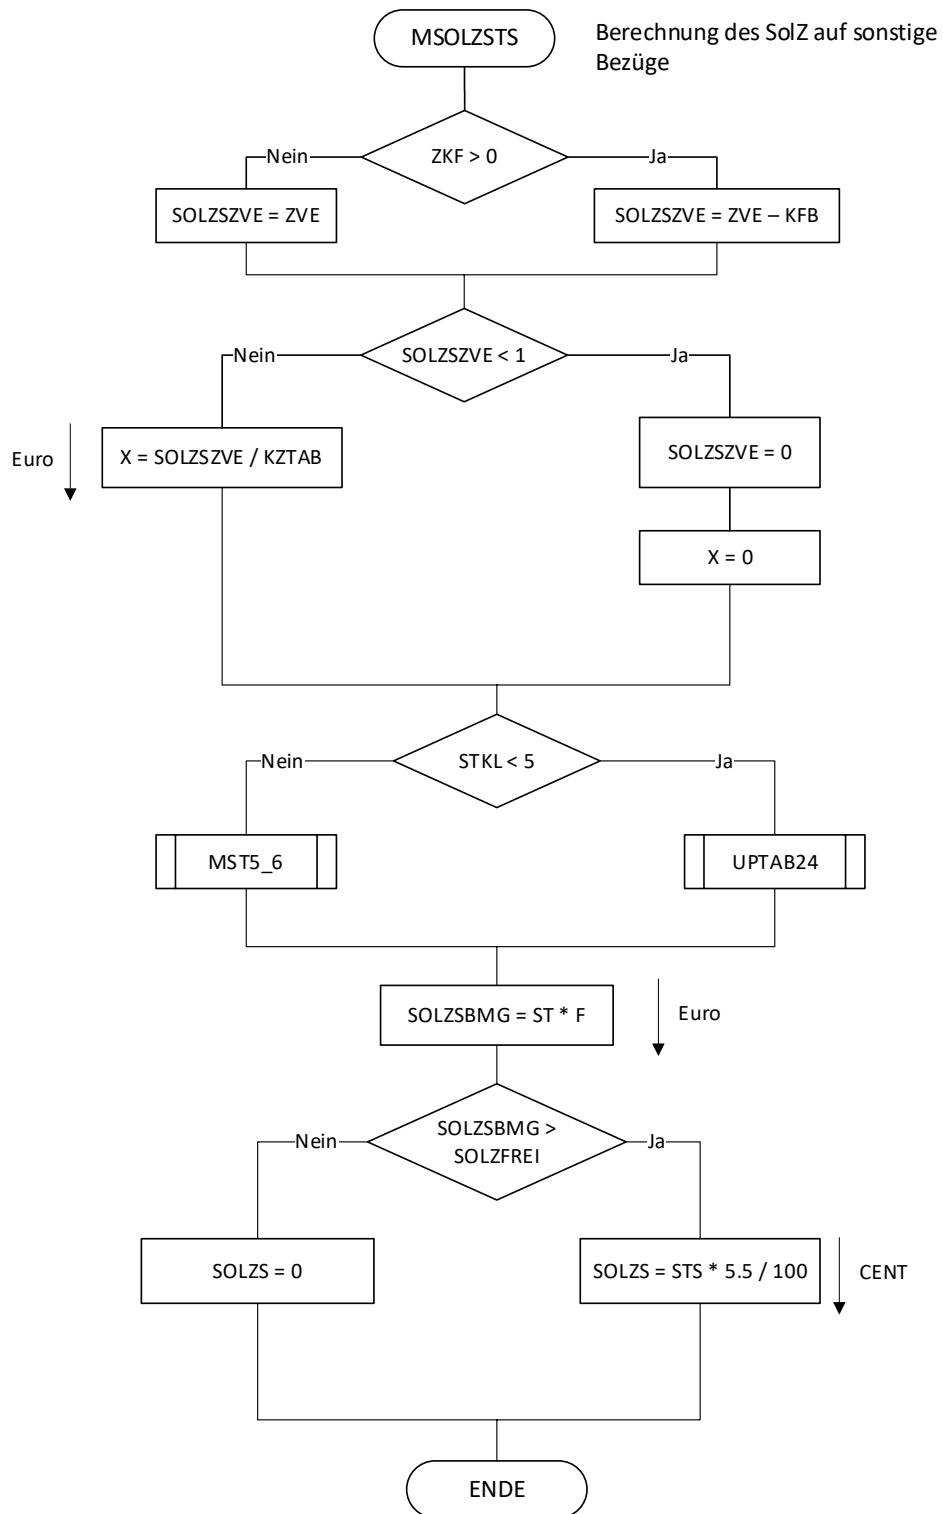 MSOLZSTS
Berechnung des SolZ auf sonstige
Bezüge
ZKF > 0
Nein
Ja
SOLZSZVE = ZVE
SOLZSZVE = ZVE – KFB
SOLZSZVE < 1
Nein
Ja
Euro
X = SOLZSZVE / KZTAB
SOLZSZVE = 0
X = 0
STKL < 5
Nein
Ja
MST5_6
UPTAB24
SOLZSBMG = ST * F
Euro
SOLZSBMG >
SOLZFREI
Nein
Ja
SOLZS = 0
SOLZS = STS * 5.5 / 100
CENT
ENDE